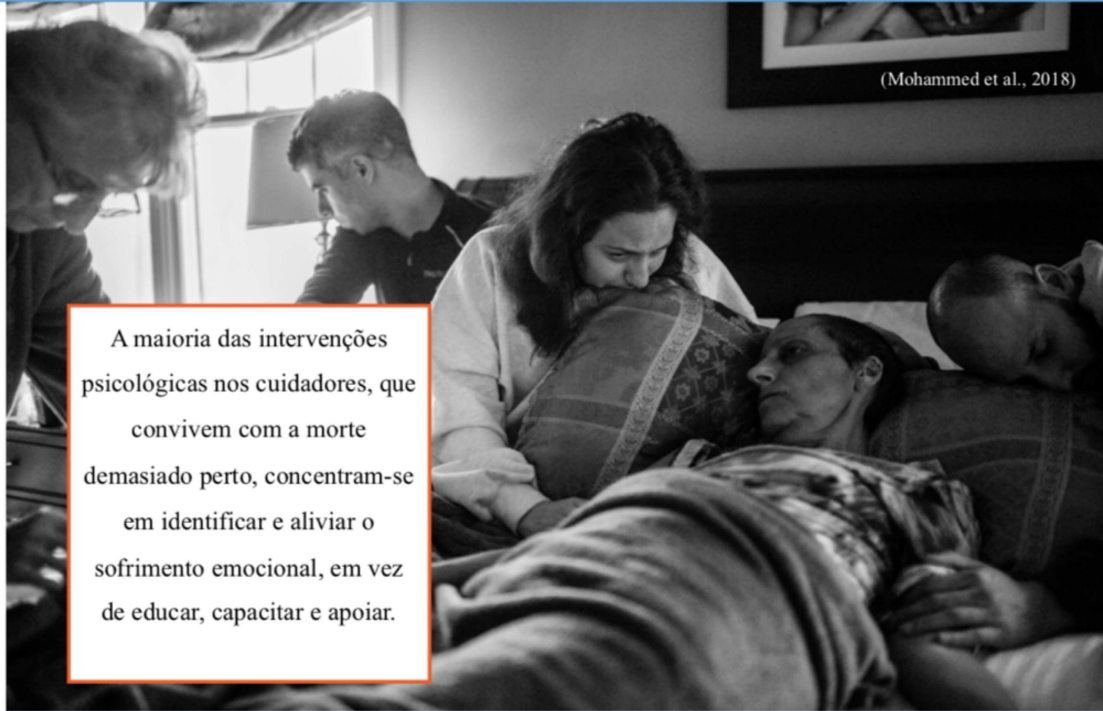 (Mohammed et al., 2018)
A maioria das intervenções
psicológicas nos cuidadores, que
convivem com a morte
demasiado perto, concentram-se
em identificar e aliviar o
sofrimento emocional, em vez
de educar, capacitar e apoiar.